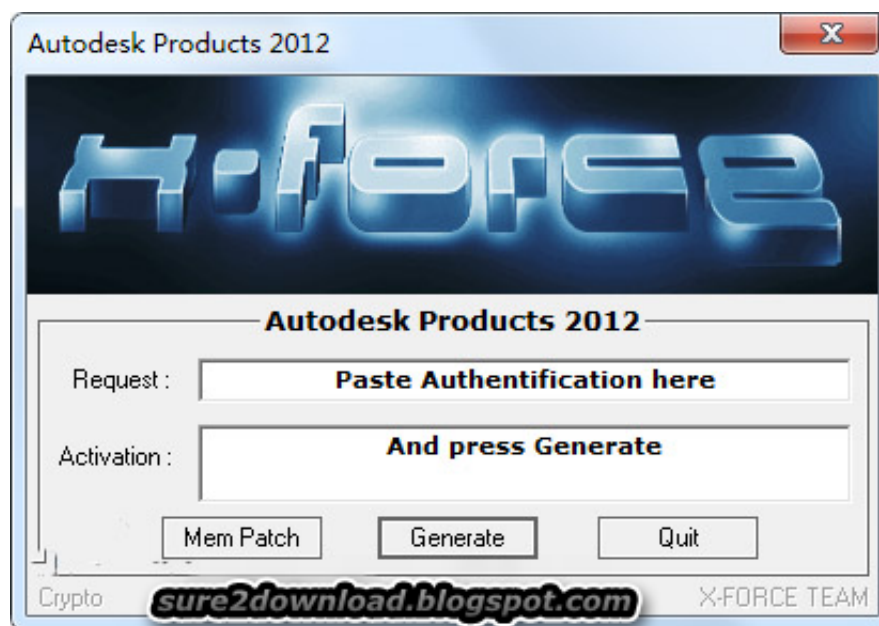 Autodesk Products 2012
x-force
Autodesk Products 2012
Request :
Paste Authentification here
Activation :
And press Generate
Mem Patch
Generate
Quit
Crypto
sure2download.blogspot.com
X-FORCE TEAM